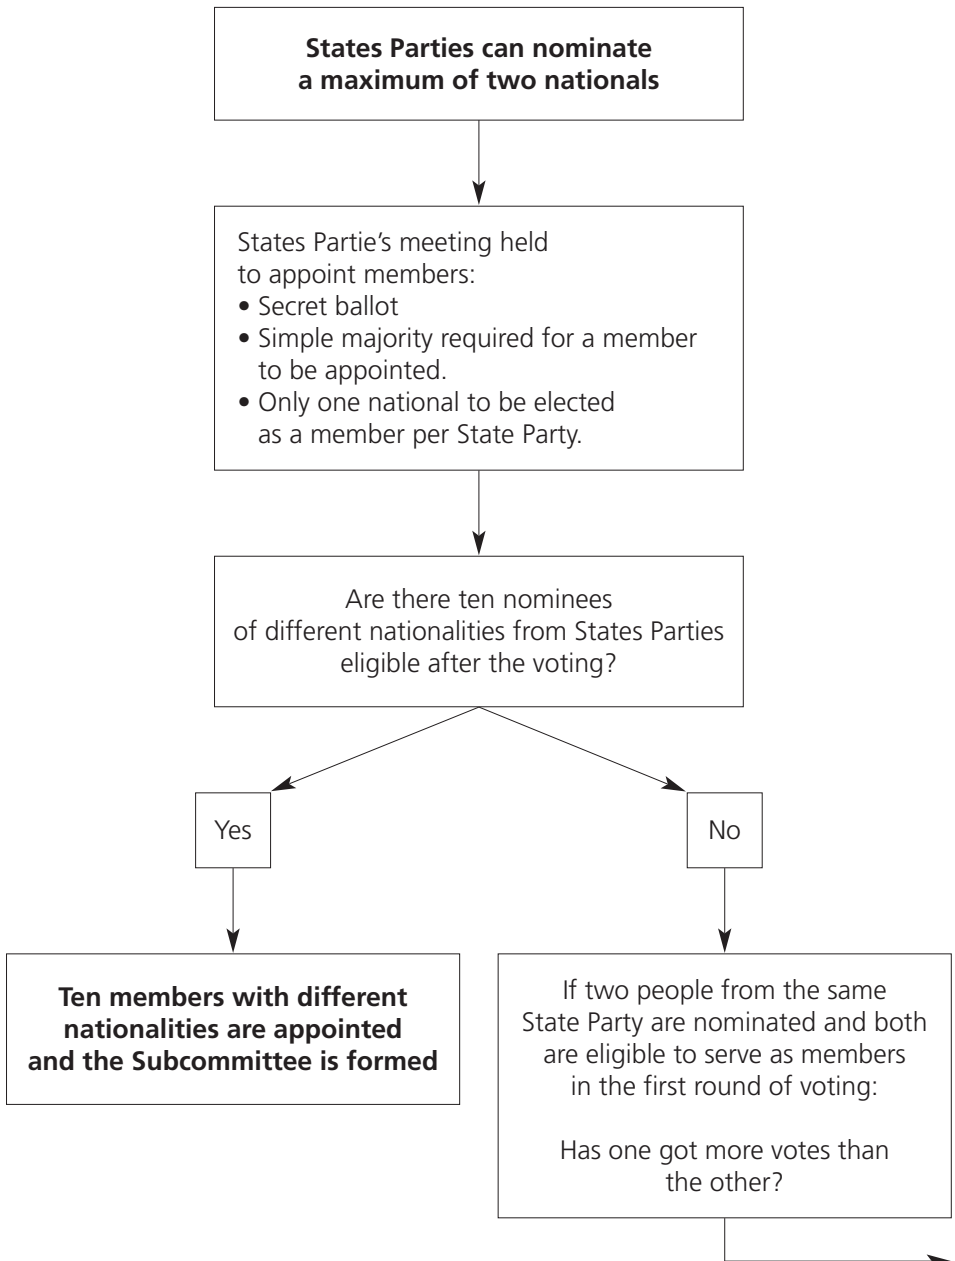 States Parties can nominate
a maximum of two nationals
States Partie's meeting held
to appoint members:
• Secret ballot
• Simple majority required for a member
to be appointed.
• Only one national to be elected
as a member per State Party.
Are there ten nominees
of different nationalities from States Parties
eligible after the voting?
Yes
No
Ten members with different
nationalities are appointed
and the Subcommittee is formed
If two people from the same
State Party are nominated and both
are eligible to serve as members
in the first round of voting:
Has one got more votes than
the other?